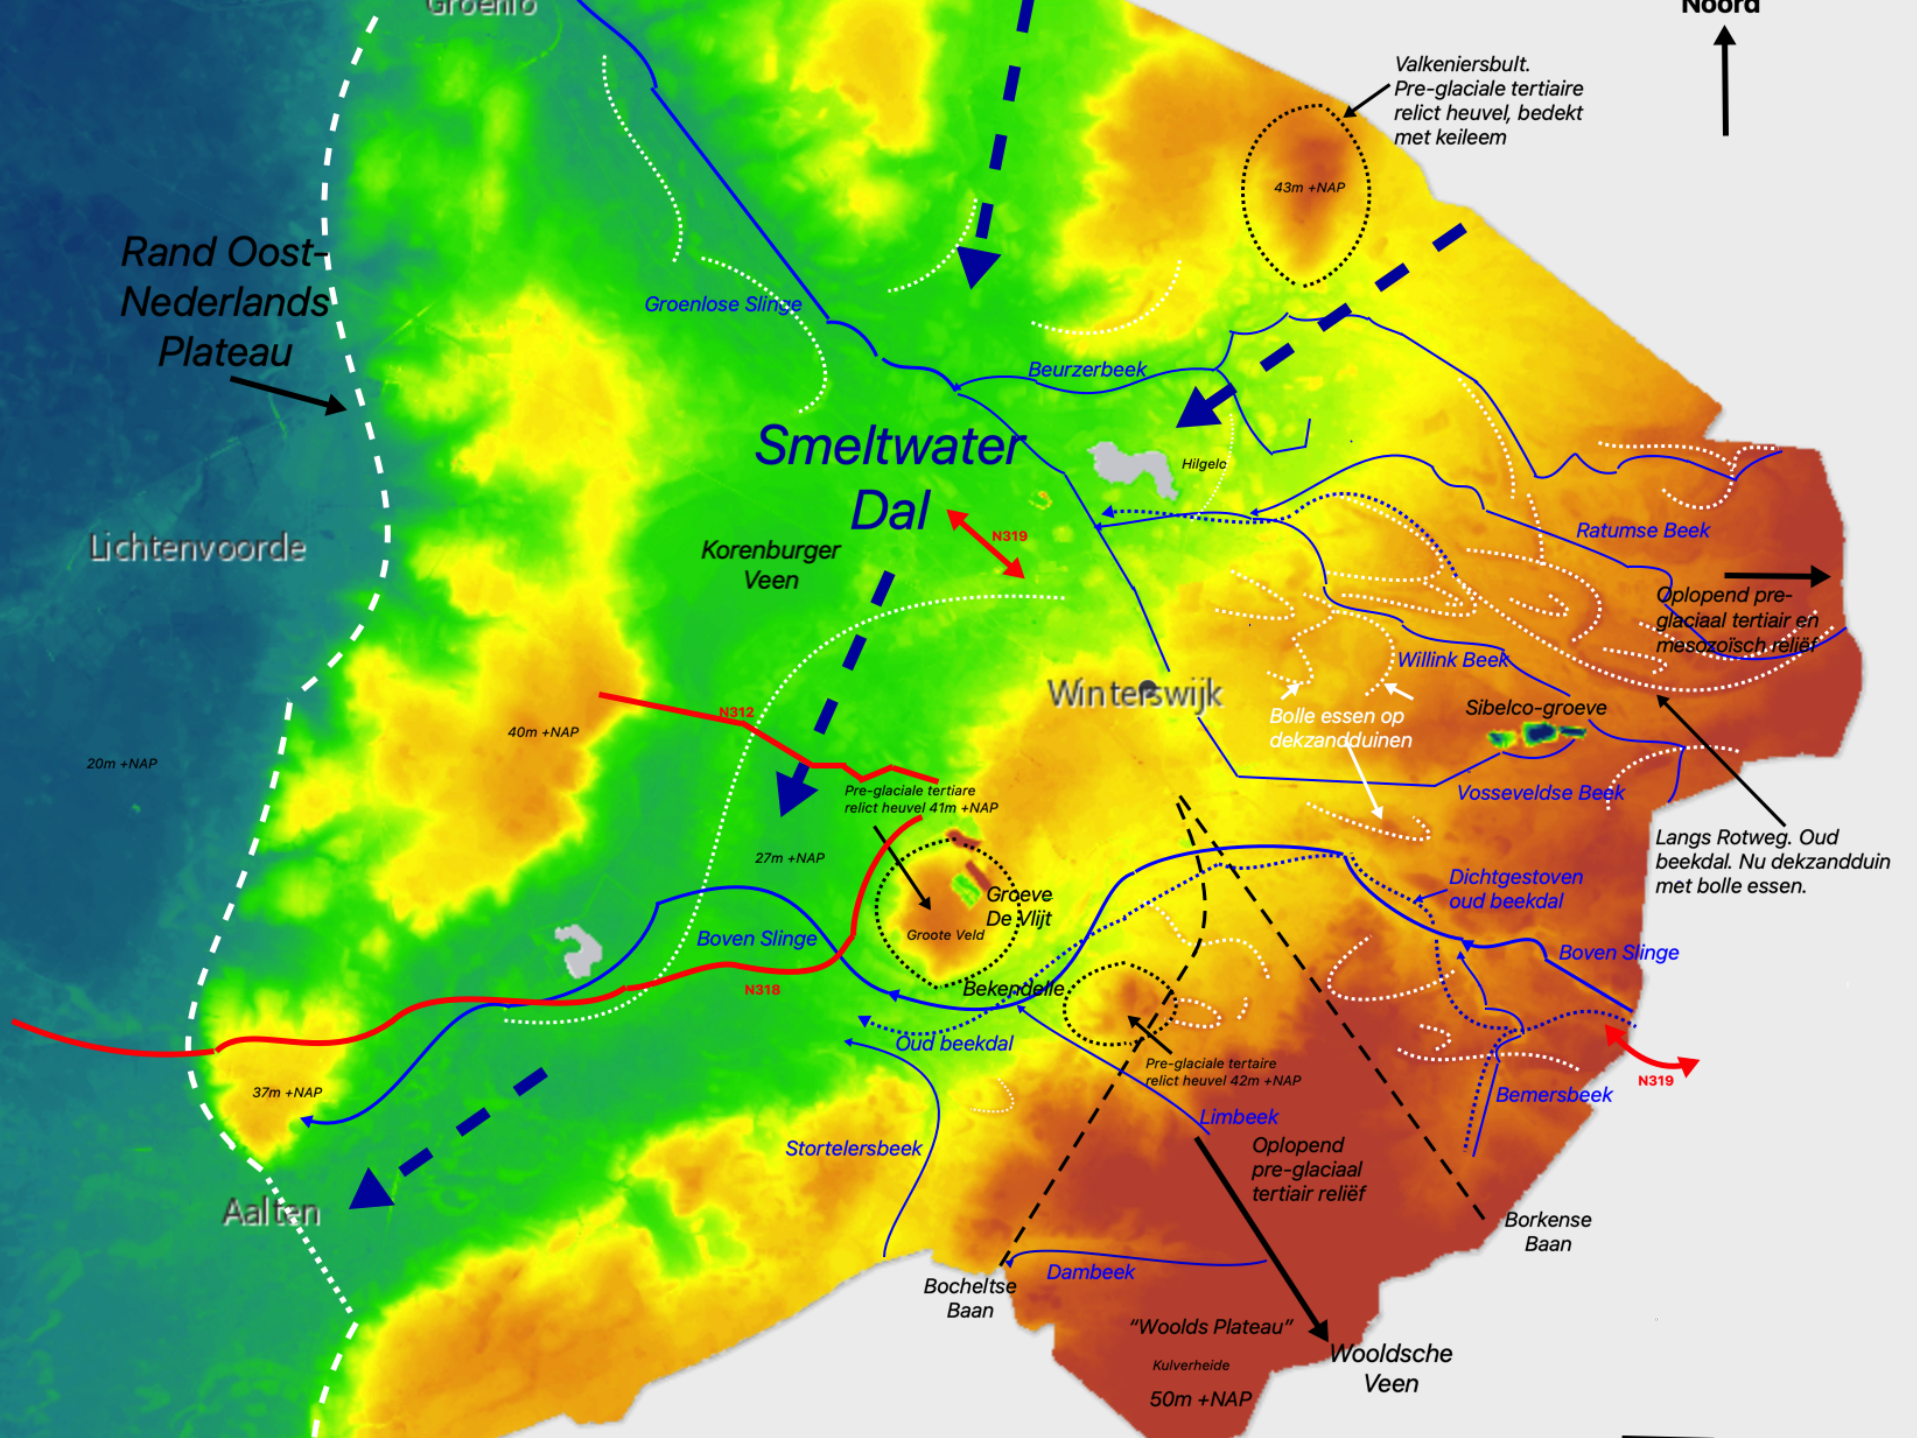 Groenlo
Noord
Valkeniersbult.
Pre-glaciale tertiaire
relict heuvel, bedekt
met keileem
43m +NAP
Rand Oost-
Nederlands
Plateau
Groenlose Slinge
Beurzerbeek
Smeltwater
Dal
Hilgelo
N319
Korenburger
Veen
Lichtenvoorde
Ratumse Beek
Oplopend pre-
glaciaal tertiair en
mesozoïsch reliëf
Willink Beek
Winterswijk
Sibelco-groeve
Bolle essen op
dekzandduinen
N312
40m +NAP
20m +NAP
Pre-glaciale tertiare
relict heuvel 41m +NAP
Vosseveldse Beek
Langs Rotweg. Oud
beekdal. Nu dekzandduin
met bolle essen.
27m +NAP
Dichtgestoven
oud beekdal
Groeve
De Vlijt
Groote Veld
Boven Slinge
Boven Slinge
N318
Bekendelle
Oud beekdal
Pre-glaciale tertaire
relict heuvel 42m +NAP
N319
Bemersbeek
37m +NAP
Limbeek
Stortelersbeek
Oplopend
pre-glaciaal
tertiair reliëf
Aalten
Borkense
Baan
Dambeek
Bocheltse
Baan
“Woolds Plateau”
Wooldsche
Veen
Kulverheide
50m +NAP